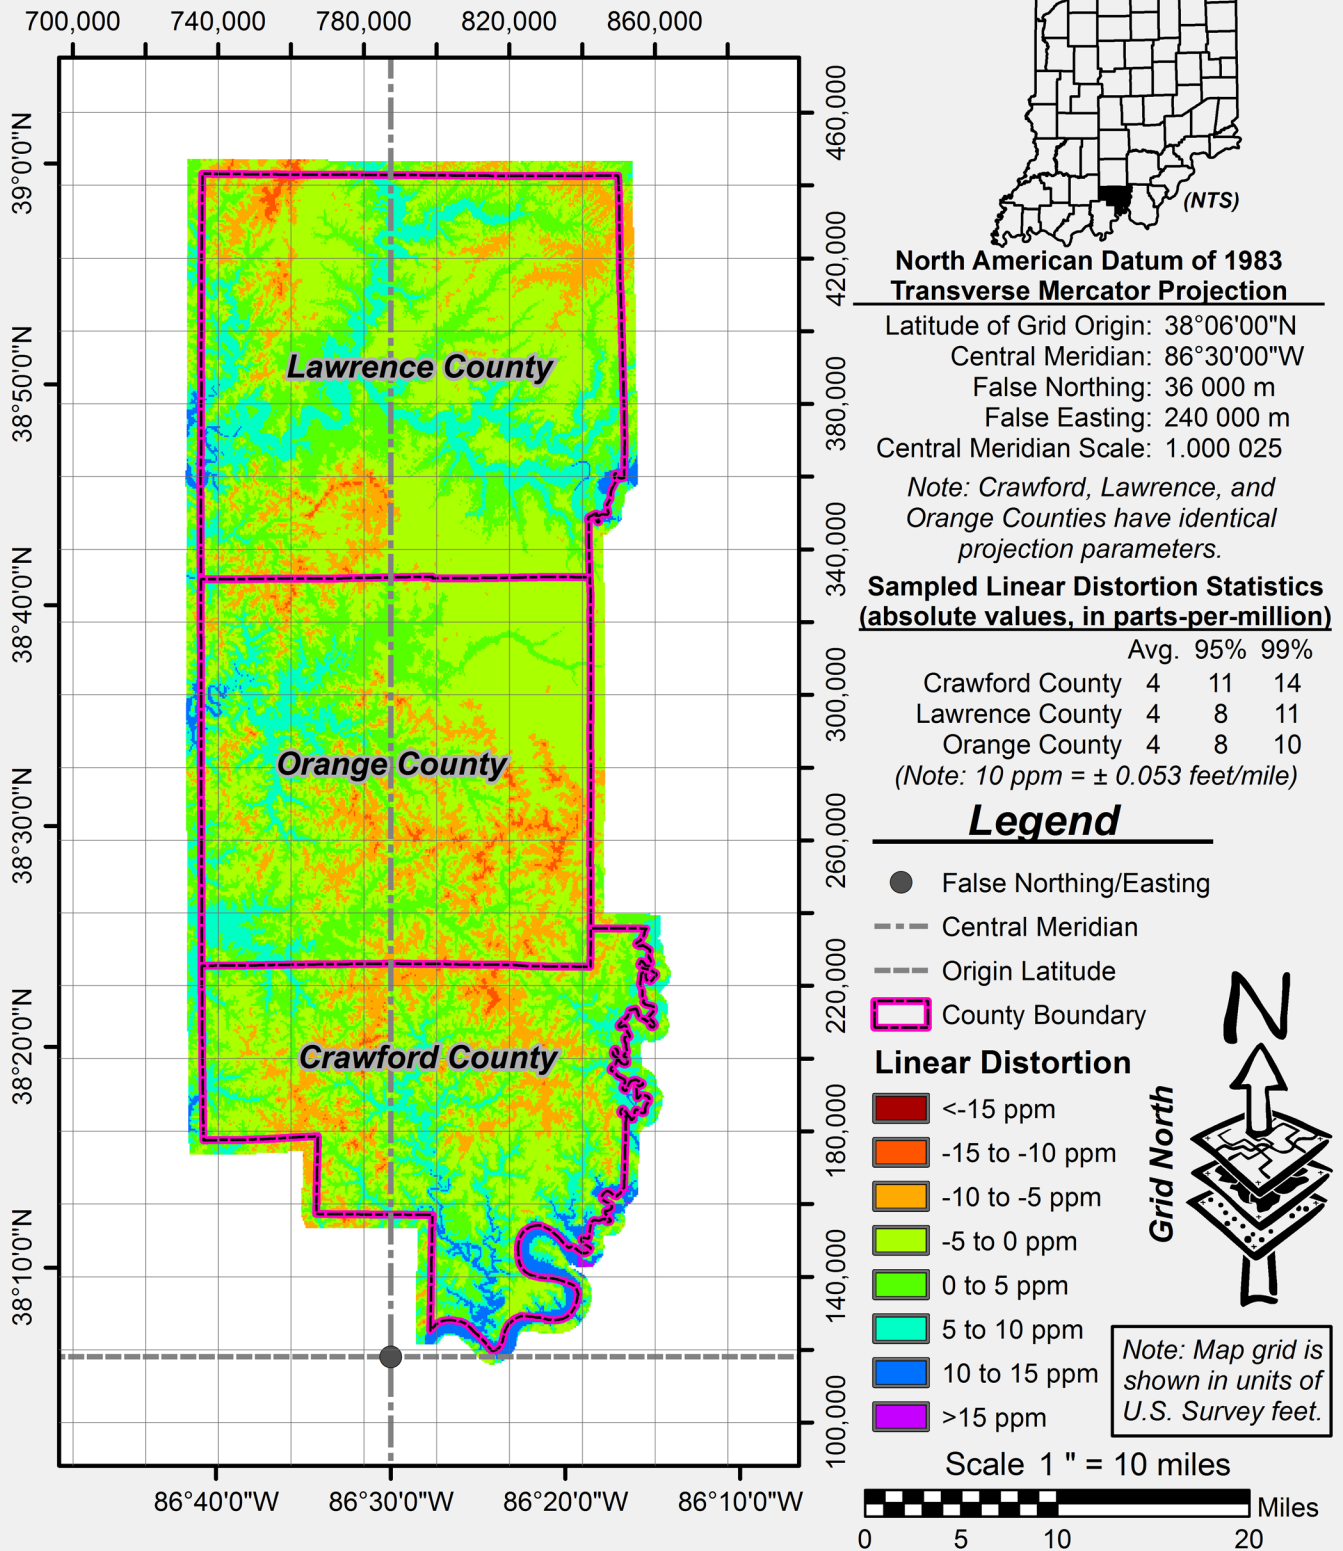 700,000 740,000 780,000 820,000 860,000
39°0'0"N
38°50'0"N
38°40'0"N
38°30'0"N
38°20'0"N
38°10'0"N
460,000
420,000
380,000
340,000
300,000
260,000
220,000
180,000
140,000
100,000
86°40'0"W 86°30'0"W 86°20'0"W 86°10'0"W
Lawrence County
Orange County
Crawford County
(NTS)
North American Datum of 1983
Transverse Mercator Projection
Latitude of Grid Origin: 38°06'00"N
Central Meridian: 86°30'00"W
False Northing: 36 000 m
False Easting: 240 000 m
Central Meridian Scale: 1.000 025
Note: Crawford, Lawrence, and
Orange Counties have identical
projection parameters.
Sampled Linear Distortion Statistics
(absolute values, in parts-per-million)
Avg. 95% 99%
Crawford County 4 11 14
Lawrence County 4 8 11
Orange County 4 8 10
(Note: 10 ppm = ± 0.053 feet/mile)
Legend
False Northing/Easting
Central Meridian
Origin Latitude
County Boundary
Linear Distortion
<-15 ppm
-15 to -10 ppm
-10 to -5 ppm
-5 to 0 ppm
0 to 5 ppm
5 to 10 ppm
10 to 15 ppm
>15 ppm
N
Grid North
Note: Map grid is
shown in units of
U.S. Survey feet.
Scale 1 " = 10 miles
Miles
0 5 10 20